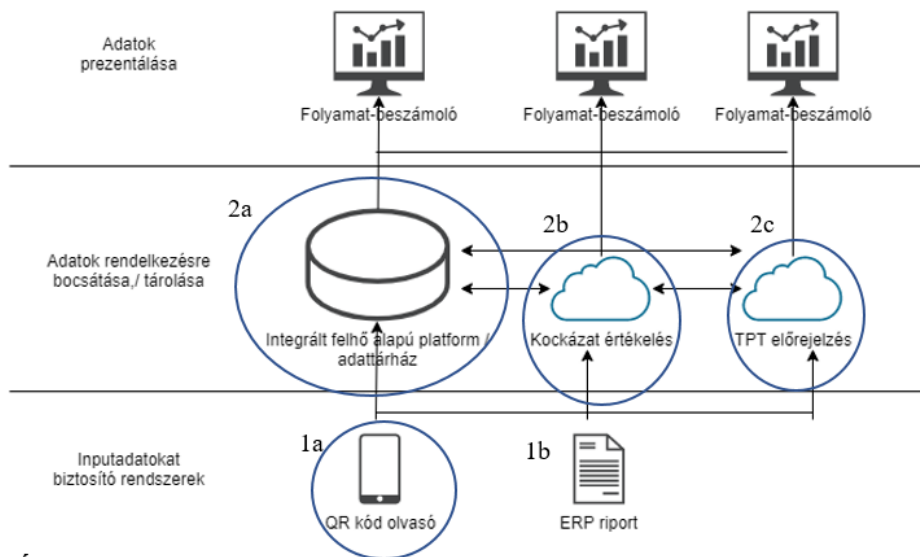 Adatok
prezentálása
Folyamat-beszámoló
Folyamat-beszámoló
Folyamat-beszámoló
2a
2b
2c
Adatok rendelkezésre
bocsátása,/ tárolása
Integrált felhő alapú platform /
adattárház
Kockázat értékelés
TPT előrejelzés
1a
1b
Inputadatokat
biztosító rendszerek
QR kód olvasó
ERP riport